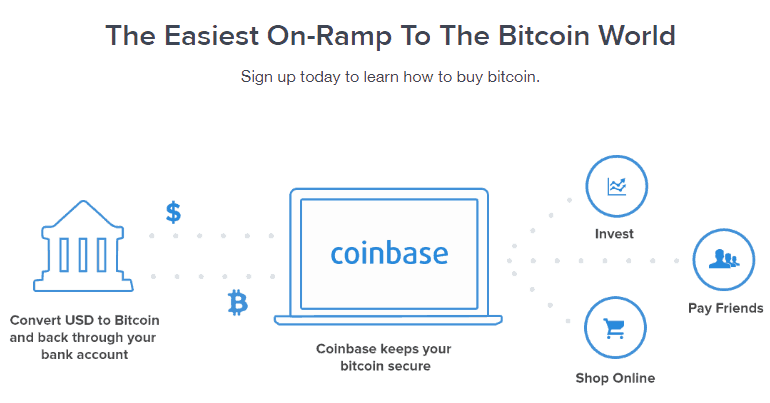 The Easiest On-Ramp To The Bitcoin World
Sign up today to learn how to buy bitcoin.
$
coinbase
Invest
Pay Friends
₿
Convert USD to Bitcoin
and back through your
bank account
Coinbase keeps your
bitcoin secure
Shop Online